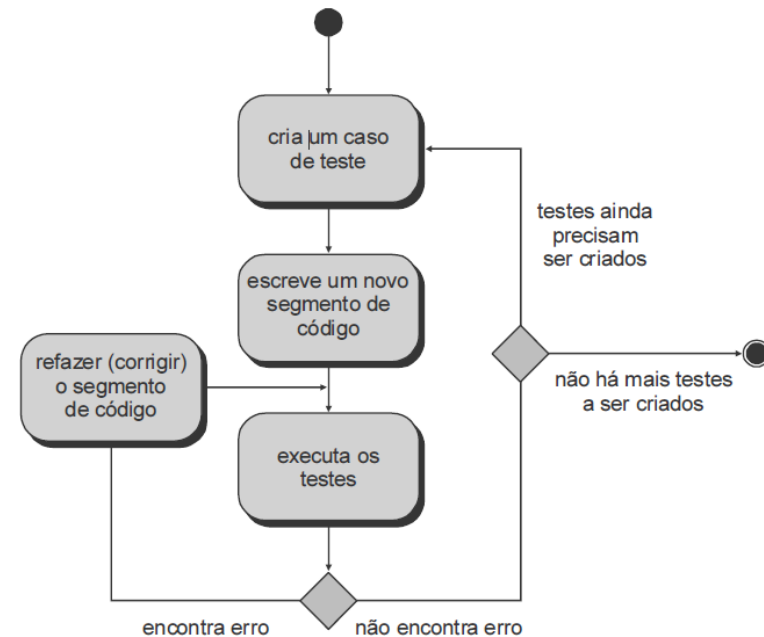 cria um caso
de teste
testes ainda
precisam
ser criados
escreve um novo
segmento de
código
refazer (corrigir)
o segmento
de código
não há mais testes
a ser criados
executa os
testes
encontra erro
não encontra erro